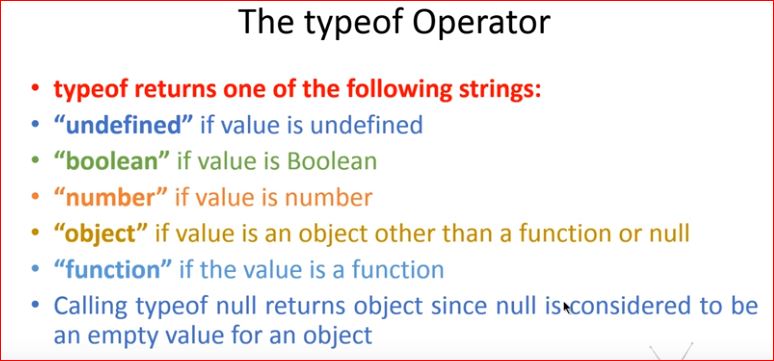 The typeof Operator
• typeof returns one of the following strings:
• “undefined” if value is undefined
• “boolean” if value is Boolean
• “number” if value is number
• “object” if value is an object other than a function or null
• “function” if the value is a function
• Calling typeof null returns object since null is considered to be
an empty value for an object